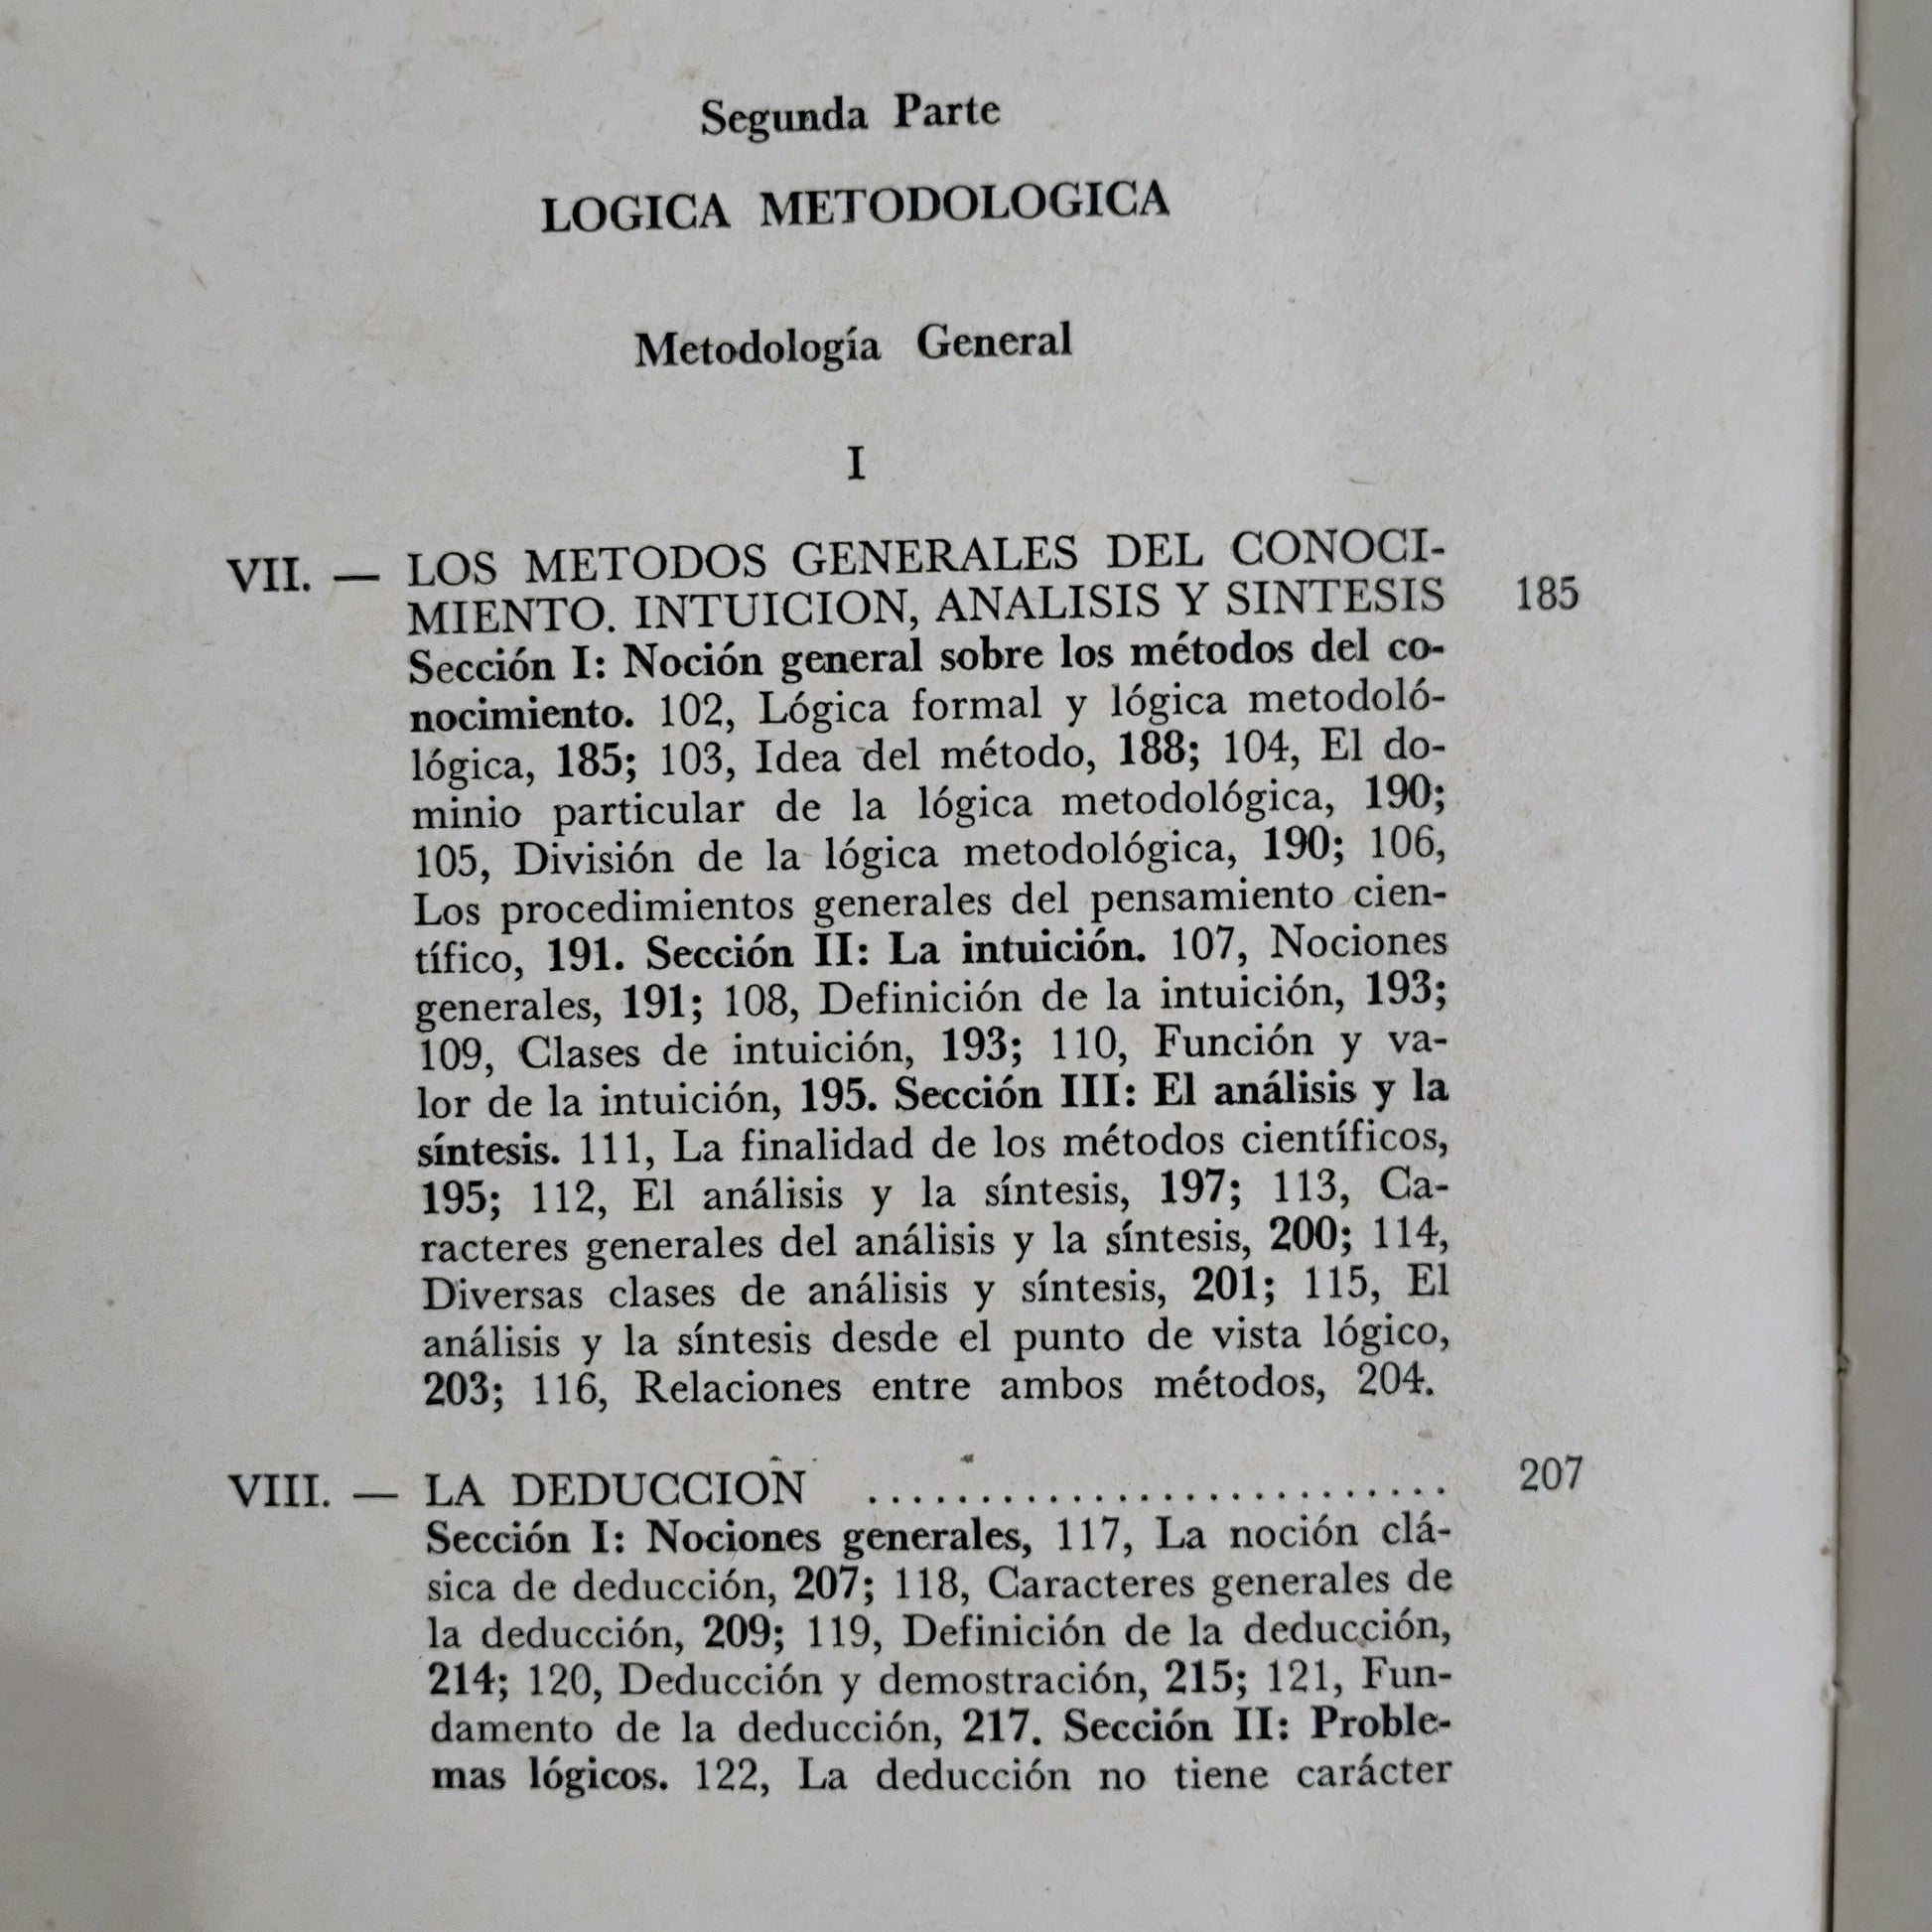 Segunda Parte
LOGICA METODOLOGICA
Metodología General
I
VII. — LOS METODOS GENERALES DEL CONOCI-
MIENTO. INTUICION, ANALISIS Y SINTESIS 185
Sección I: Noción general sobre los métodos del co-
nocimiento. 102, Lógica formal y lógica metodoló-
lógica, 185; 103, Idea del método, 188; 104, El do-
minio particular de la lógica metodológica, 190;
105, División de la lógica metodológica, 190; 106,
Los procedimientos generales del pensamiento cien-
tífico, 191. Sección II: La intuición. 107, Nociones
generales, 191; 108, Definición de la intuición, 193;
109, Clases de intuición, 193; 110, Función y va-
lor de la intuición, 195. Sección III: El análisis y la
síntesis. 111, La finalidad de los métodos científicos,
195; 112, El análisis y la síntesis, 197; 113, Ca-
racteres generales del análisis y la síntesis, 200; 114,
Diversas clases de análisis y síntesis, 201; 115, El
análisis y la síntesis desde el punto de vista lógico,
203; 116, Relaciones entre ambos métodos, 204.
VIII. — LA DEDUCCION ........................... 207
Sección I: Nociones generales, 117, La noción clá-
sica de deducción, 207; 118, Caracteres generales de
la deducción, 209; 119, Definición de la deducción,
214; 120, Deducción y demostración, 215; 121, Fun-
damento de la deducción, 217. Sección II: Proble-
mas lógicos. 122, La deducción no tiene carácter